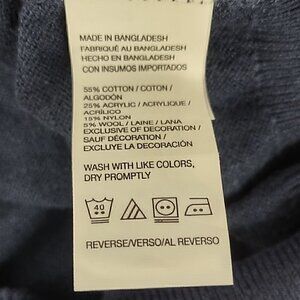 MADE IN BANGLADESH
FABRIQUÉ AU BANGLADESH
HECHO EN BANGLADESH
CON INSUMOS IMPORTADOS
55% COTTON / COTON /
ALGODÓN
25% ACRYLIC / ACRYLIQUE /
ACRÍLICO
15% NYLON
5% WOOL / LAINE / LANA
EXCLUSIVE OF DECORATION /
SAUF DÉCORATION /
EXCLUYE LA DECORACIÓN
WASH WITH LIKE COLORS,
DRY PROMPTLY
40
REVERSE/VERSO/AL REVERSO